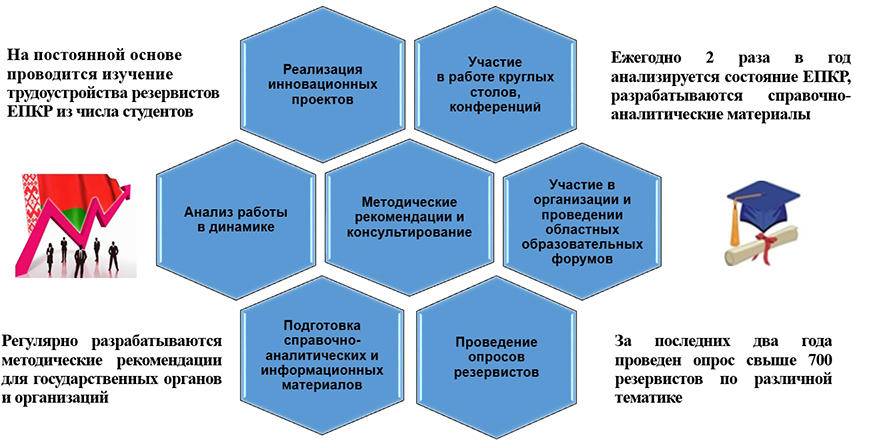 На постоянной основе
проводится изучение
трудоустройства резервистов
ЕПКР из числа студентов
Реализация
инновационных
проектов
Участие
в работе круглых
столов,
конференций
Ежегодно 2 раза в год
анализируется состояние ЕПКР,
разрабатываются справочно-
аналитические материалы
Анализ работы
в динамике
Методические
рекомендации и
консультирование
Участие в
организации и
проведении
областных
образовательных
форумов
Регулярно разрабатываются
методические рекомендации
для государственных органов
и организаций
Подготовка
справочно-
аналитических и
информационных
материалов
Проведение
опросов
резервистов
За последних два года
проведен опрос свыше 700
резервистов по различной
тематике